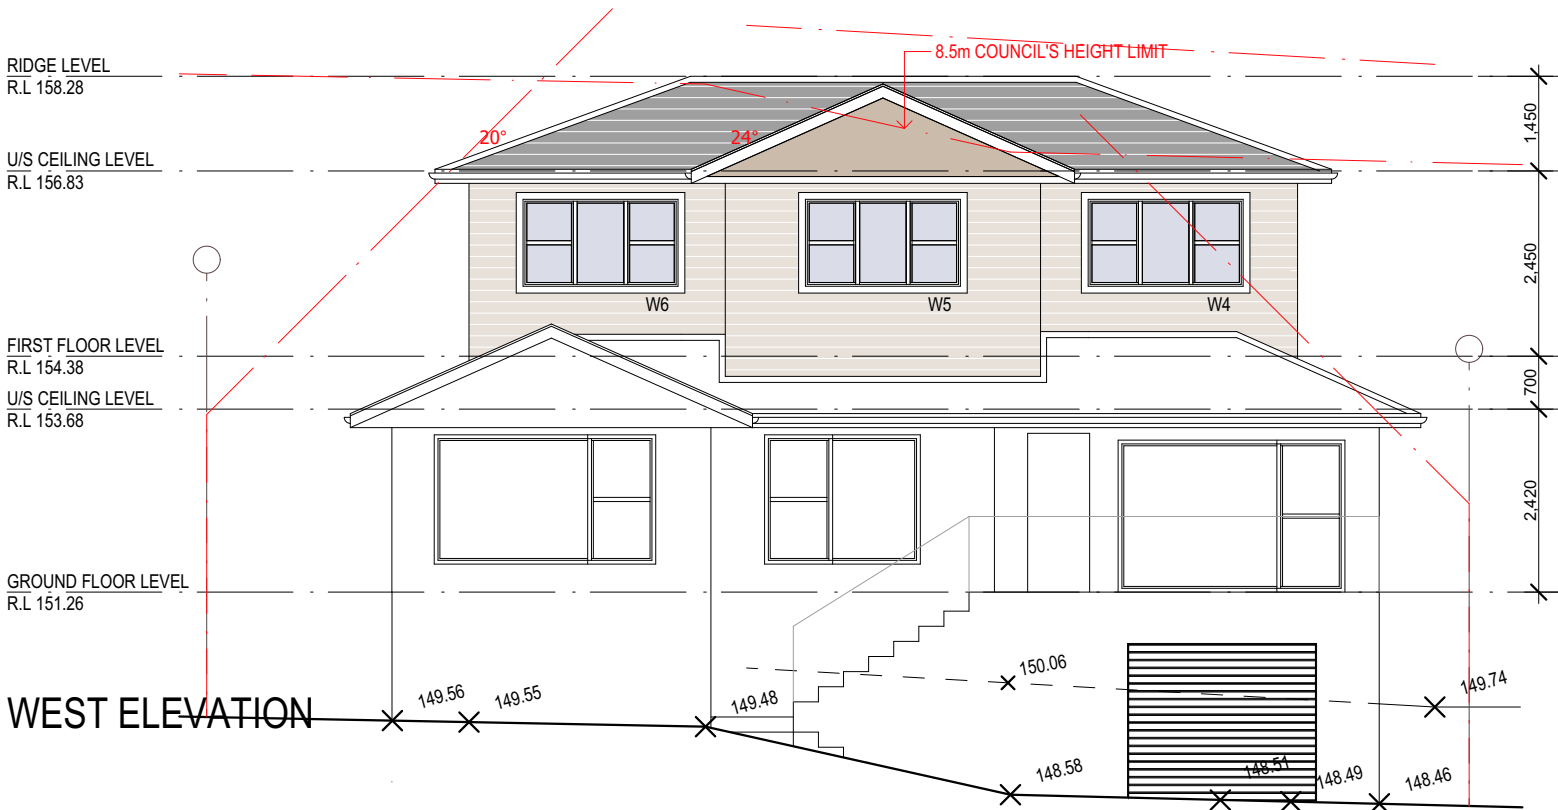 8.5m COUNCIL'S HEIGHT LIMIT
RIDGE LEVEL
R.L 158.28
1.450
20°
24°
U/S CEILING LEVEL
R.L 156.83
2,450
W6
W5
W4
FIRST FLOOR LEVEL
R.L 154.38
700
U/S CEILING LEVEL
R.L 153.68
2,420
GROUND FLOOR LEVEL
R.L 151.26
150.06
149.74
149.56
149.55
149.48
WEST ELEVATION
148.58
148.51
148.49
148.46